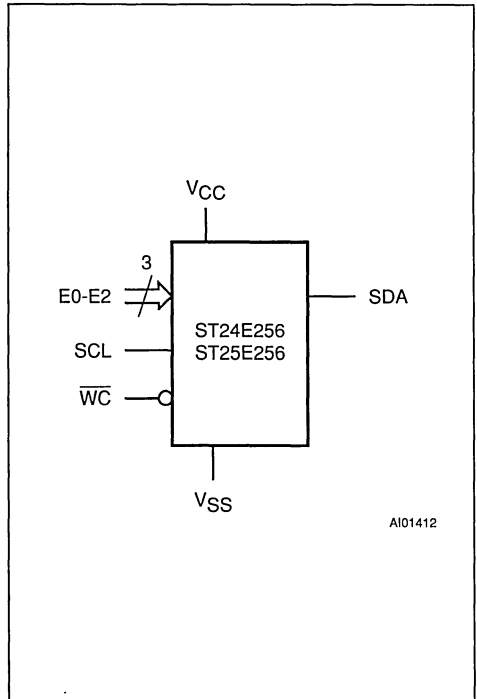 VCC
3
E0-E2
SDA
ST24E256
ST25E256
SCL
WC
VSS
AI01412